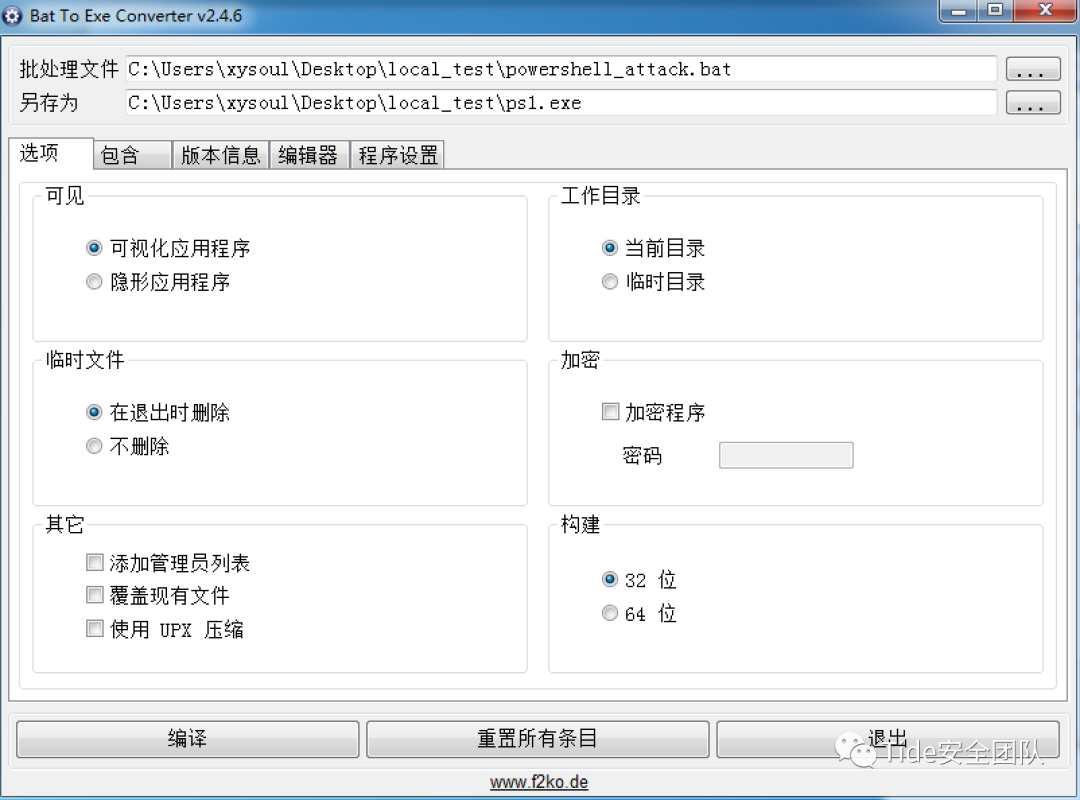 Bat To Exe Converter v2.4.6
批处理文件 C:\Users\xysoul\Desktop\local_test\powershell_attack.bat ...
另存为 C:\Users\xysoul\Desktop\local_test\ps1.exe ...
选项 包含 版本信息 编辑器 程序设置
可见
可视化应用程序
隐形应用程序
工作目录
当前目录
临时目录
临时文件
在退出时删除
不删除
加密
加密程序
密码
其它
添加管理员列表
覆盖现有文件
使用 UPX 压缩
构建
32 位
64 位
编译 重置所有条目 退出
Tide安全团队
www.f2ko.de